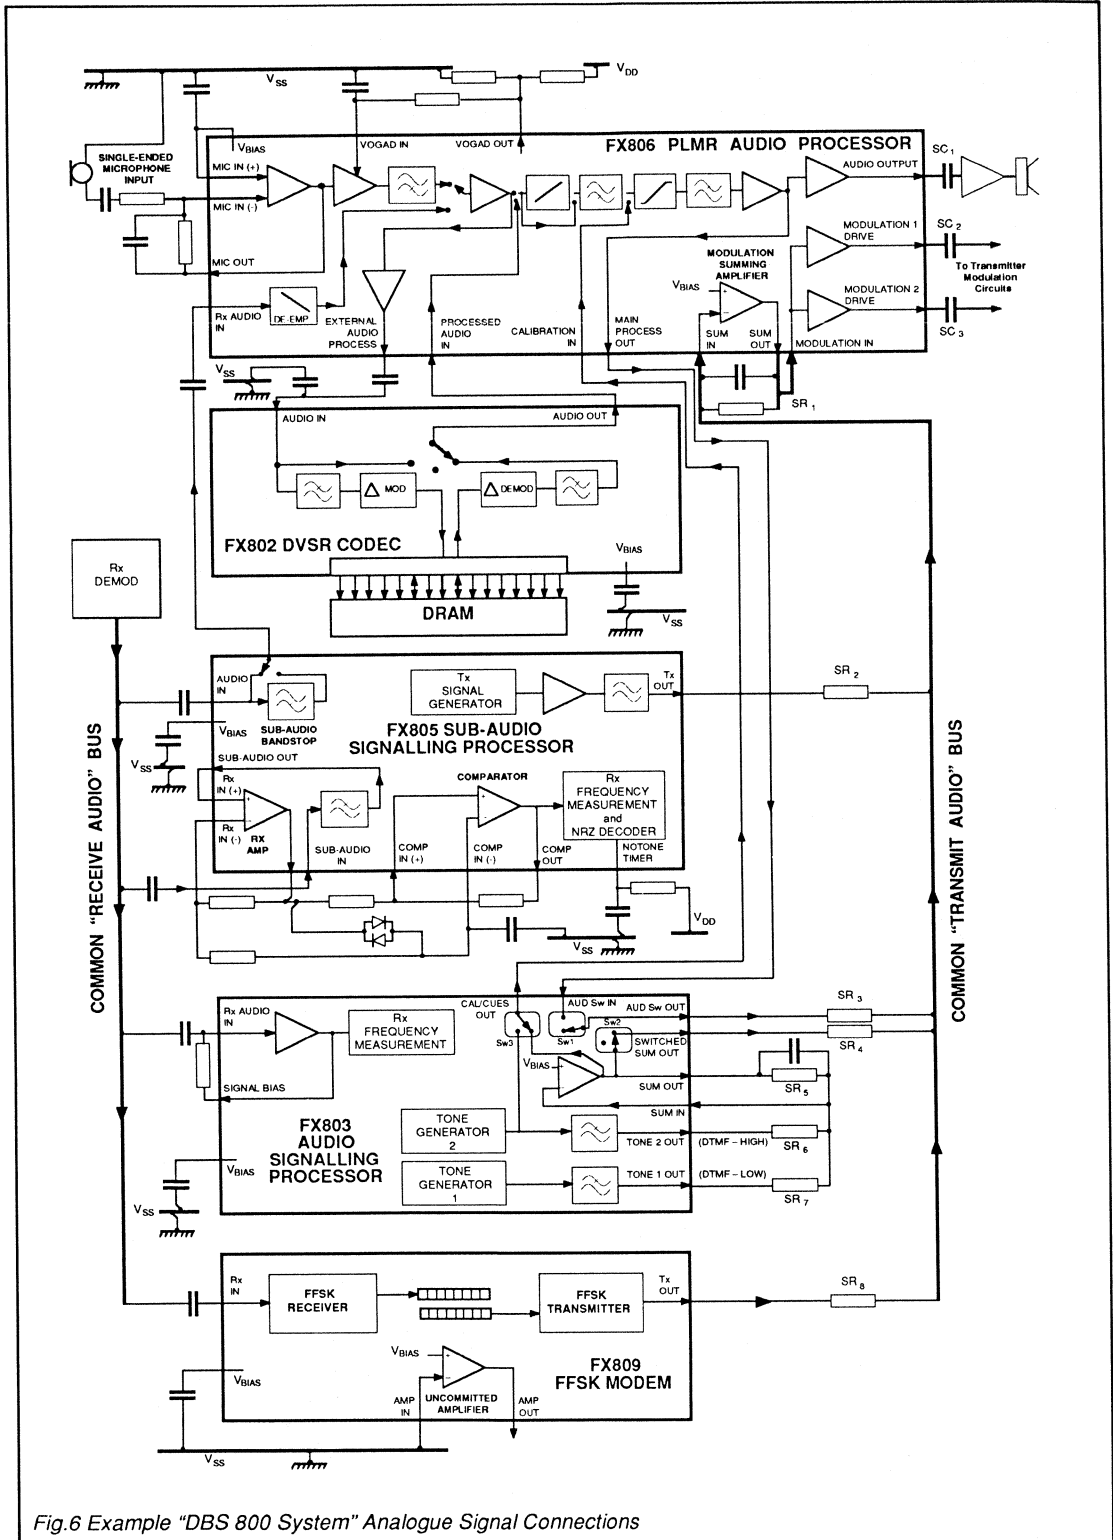 VSS
VDD
VBIAS
VOGAD IN
VOGAD OUT
FX806 PLMR AUDIO PROCESSOR
SINGLE-ENDED
MICROPHONE
INPUT
MIC IN (+)
MIC IN (-)
MIC OUT
AUDIO OUTPUT
SC1
MODULATION 1
DRIVE
SC2
To Transmitter
Modulation
Circuits
MODULATION
SUMMING
AMPLIFIER
VBIAS
MODULATION 2
DRIVE
SC3
Rx AUDIO
IN
DE-EMP
EXTERNAL
AUDIO
PROCESS
PROCESSED
AUDIO
IN
CALIBRATION
IN
MAIN
PROCESS
OUT
SUM
IN
SUM
OUT
MODULATION IN
SR1
VSS
AUDIO IN
AUDIO OUT
MOD
DEMOD
FX802 DVSR CODEC
VBIAS
DRAM
VSS
Rx
DEMOD
AUDIO
IN
SUB-AUDIO
BANDSTOP
VBIAS
VSS
Tx
SIGNAL
GENERATOR
Tx
OUT
SR2
FX805 SUB-AUDIO
SIGNALLING PROCESSOR
SUB-AUDIO OUT
Rx
IN (+)
Rx
IN (-)
RX
AMP
SUB-AUDIO
IN
COMPARATOR
COMP
IN (+)
COMP
IN (-)
COMP
OUT
Rx
FREQUENCY
MEASUREMENT
and
NRZ DECODER
NOTONE
TIMER
VDD
VSS
COMMON "RECEIVE AUDIO" BUS
COMMON "TRANSMIT AUDIO" BUS
Rx AUDIO
IN
Rx
FREQUENCY
MEASUREMENT
SIGNAL BIAS
CAL/CUES
OUT
AUD Sw IN
AUD Sw OUT
SR3
Sw3
Sw1
Sw2
SWITCHED
SUM OUT
SR4
VBIAS
SUM OUT
SR5
SUM IN
FX803
AUDIO
SIGNALLING
PROCESSOR
TONE
GENERATOR
2
TONE 2 OUT
(DTMF – HIGH)
SR6
TONE
GENERATOR
1
TONE 1 OUT
(DTMF – LOW)
SR7
VBIAS
VSS
Rx
IN
FFSK
RECEIVER
FFSK
TRANSMITTER
Tx
OUT
SR8
VBIAS
VBIAS
AMP
IN
UNCOMMITTED
AMPLIFIER
AMP
OUT
FX809
FFSK MODEM
VSS
Fig.6 Example "DBS 800 System" Analogue Signal Connections